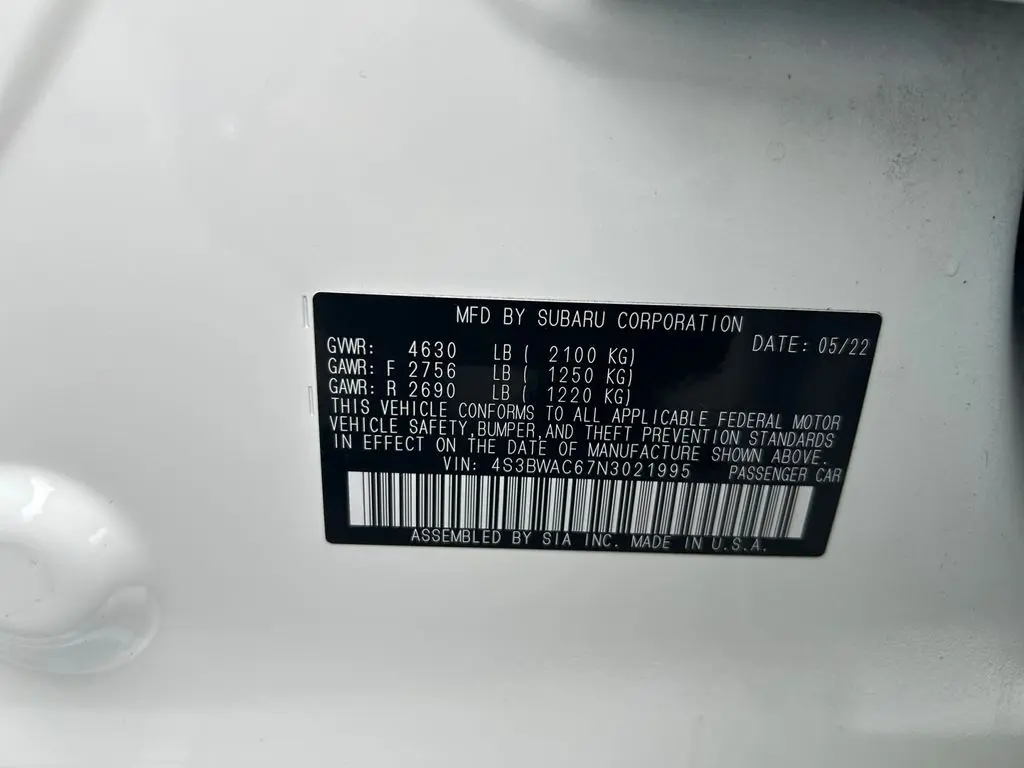 MFD BY SUBARU CORPORATION
DATE: 05/22
GVWR: 4630 LB ( 2100 KG)
GAWR: F 2756 LB ( 1250 KG)
GAWR: R 2690 LB ( 1220 KG)
THIS VEHICLE CONFORMS TO ALL APPLICABLE FEDERAL MOTOR
VEHICLE SAFETY, BUMPER, AND THEFT PREVENTION STANDARDS
IN EFFECT ON THE DATE OF MANUFACTURE SHOWN ABOVE.
VIN: 4S3BWAC67N3021995 PASSENGER CAR
ASSEMBLED BY SIA INC. MADE IN U.S.A.